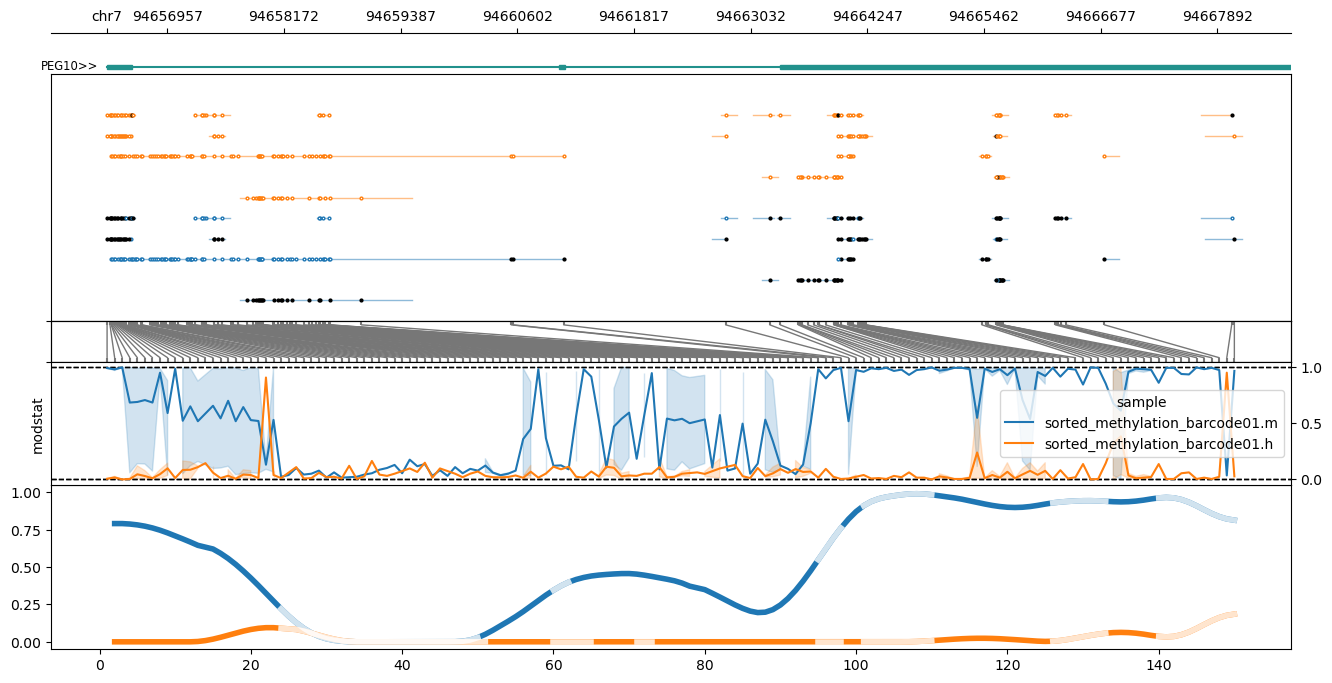 chr7 94656957 94658172 94659387 94660602 94661817 94663032 94664247 94665462 94666677 94667892
PEG10>>
modstat
1.0
0.5
0.0
sample
sorted_methylation_barcode01.m
sorted_methylation_barcode01.h
1.00
0.75
0.50
0.25
0.00
0 20 40 60 80 100 120 140